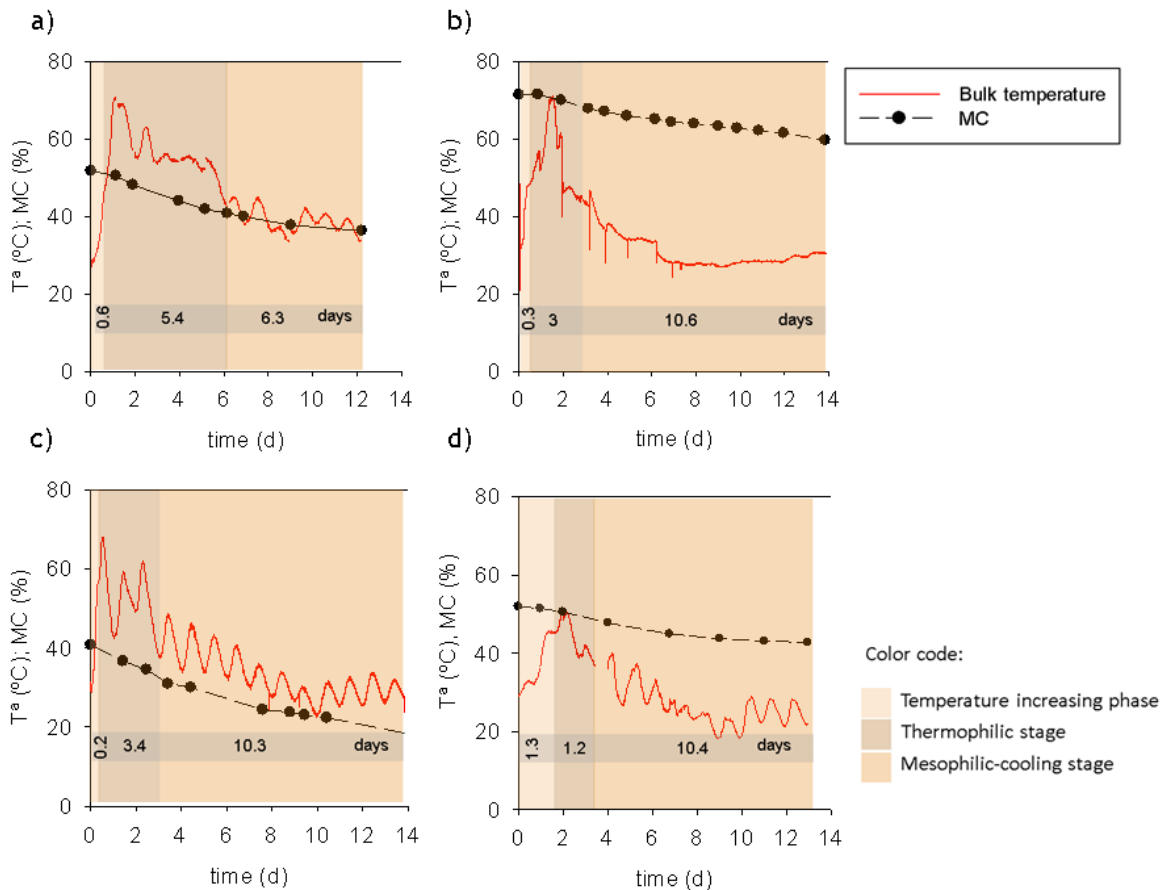 a)
80
60
40
20
0
Tª (ºC); MC (%)
0.6
5.4
6.3
days
0 2 4 6 8 10 12 14
time (d)
b)
80
60
40
20
0
Tª (ºC); MC (%)
0.3
3
10.6
days
0 2 4 6 8 10 12 14
time (d)
Bulk temperature
MC
c)
80
60
40
20
0
Tª (ºC); MC (%)
0.2
3.4
10.3
days
0 2 4 6 8 10 12 14
time (d)
d)
80
60
40
20
0
Tª (ºC), MC (%)
1.3
1.2
10.4
days
0 2 4 6 8 10 12 14
time (d)
Color code:
Temperature increasing phase
Thermophilic stage
Mesophilic-cooling stage